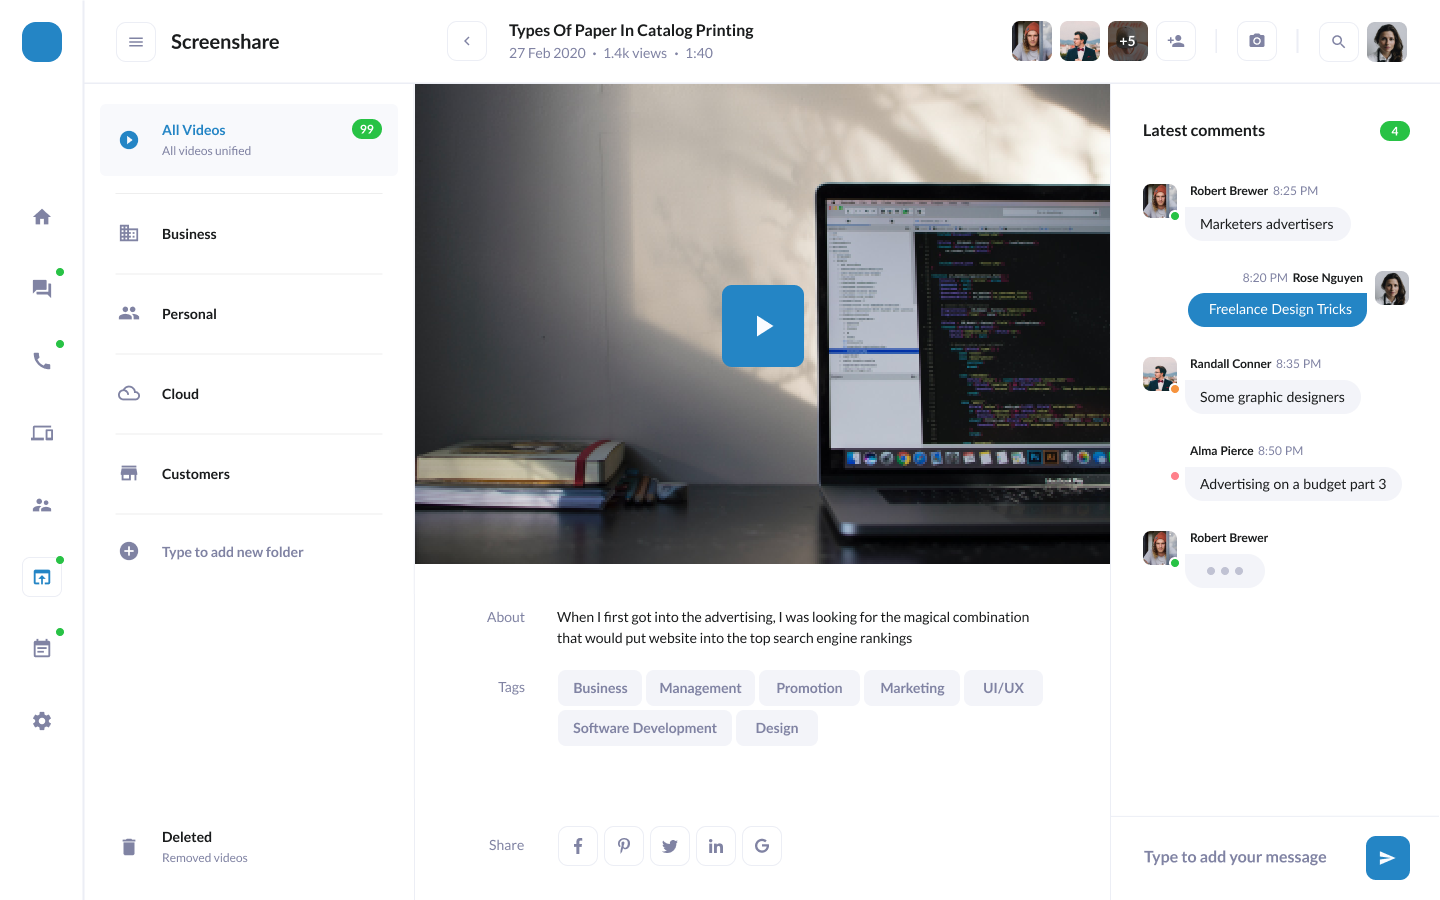 Screenshare
Types Of Paper In Catalog Printing
27 Feb 2020 • 1.4k views • 1:40
+5
All Videos
99
All videos unified
Business
Personal
Cloud
Customers
Type to add new folder
Deleted
Removed videos
MacBook Pro
About
When I first got into the advertising, I was looking for the magical combination
that would put website into the top search engine rankings
Tags
Business
Management
Promotion
Marketing
UI/UX
Software Development
Design
Share
Latest comments
4
Robert Brewer 8:25 PM
Marketers advertisers
8:20 PM Rose Nguyen
Freelance Design Tricks
Randall Conner 8:35 PM
Some graphic designers
Alma Pierce 8:50 PM
Advertising on a budget part 3
Robert Brewer
Type to add your message